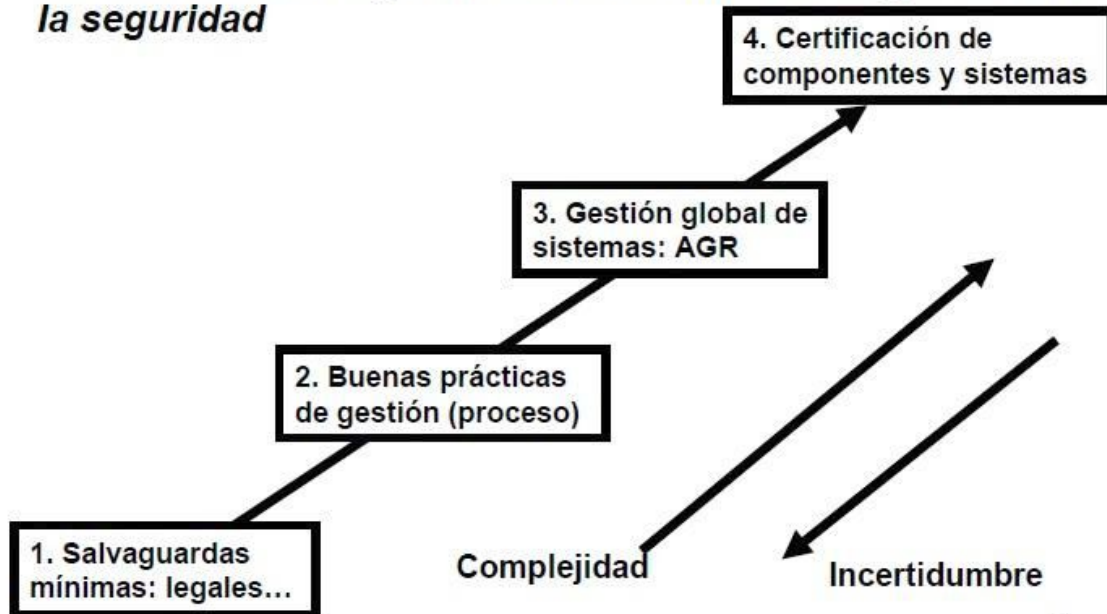 la seguridad
4. Certificación de
componentes y sistemas
3. Gestión global de
sistemas: AGR
2. Buenas prácticas
de gestión (proceso)
1. Salvaguardas
mínimas: legales...
Complejidad
Incertidumbre